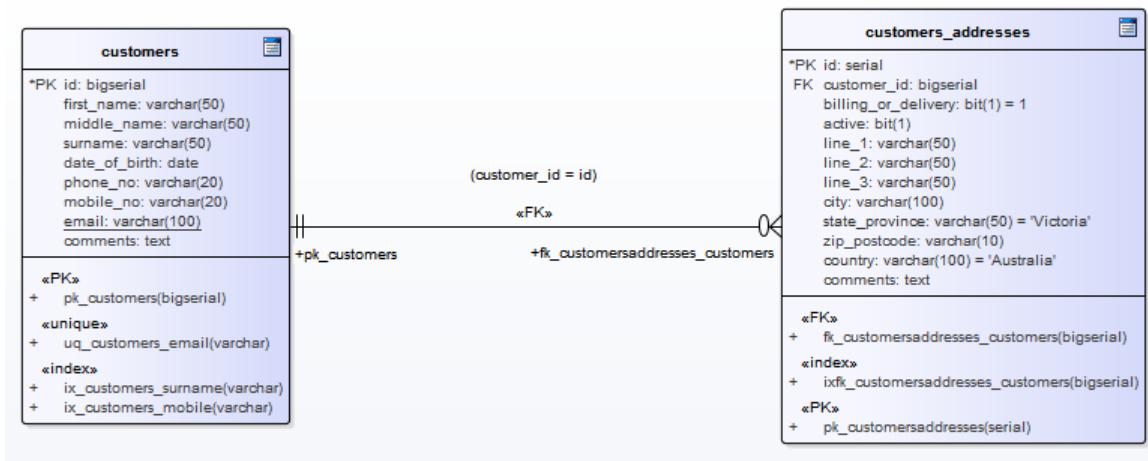 customers
*PK id: bigserial
first_name: varchar(50)
middle_name: varchar(50)
surname: varchar(50)
date_of_birth: date
phone_no: varchar(20)
mobile_no: varchar(20)
email: varchar(100)
comments: text
«PK»
+ pk_customers(bigserial)
«unique»
+ uq_customers_email(varchar)
«index»
+ ix_customers_surname(varchar)
+ ix_customers_mobile(varchar)
(customer_id = id)
«FK»
+pk_customers
+fk_customersaddresses_customers
customers_addresses
*PK id: serial
FK customer_id: bigserial
billing_or_delivery: bit(1) = 1
active: bit(1)
line_1: varchar(50)
line_2: varchar(50)
line_3: varchar(50)
city: varchar(100)
state_province: varchar(50) = 'Victoria'
zip_postcode: varchar(10)
country: varchar(100) = 'Australia'
comments: text
«FK»
+ fk_customersaddresses_customers(bigserial)
«index»
+ ixfk_customersaddresses_customers(bigserial)
«PK»
+ pk_customersaddresses(serial)